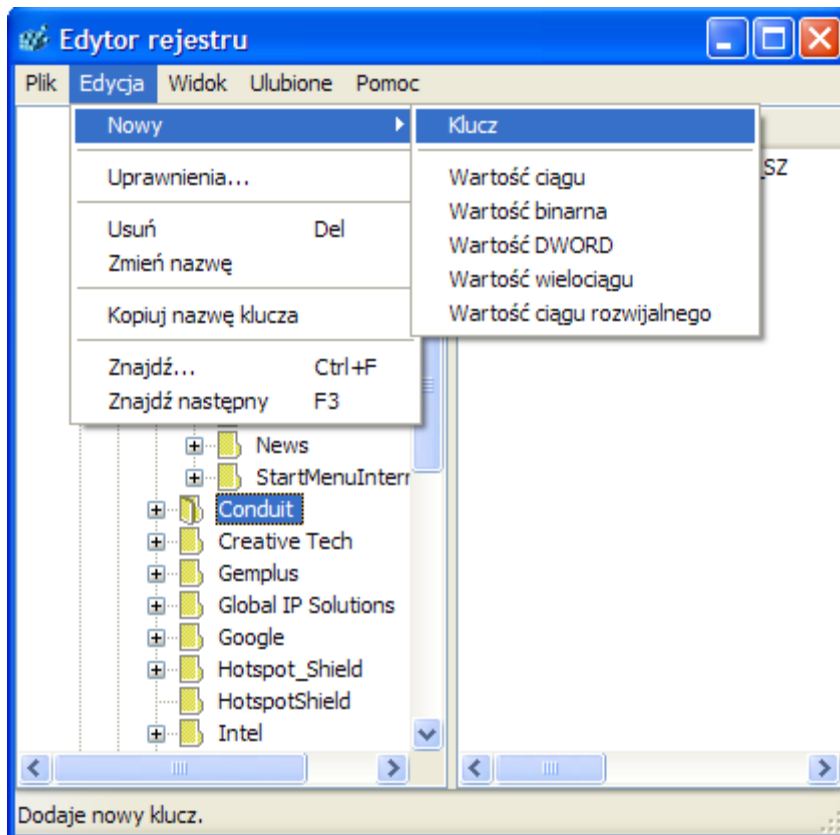 Edytor rejestru
Plik Edycja Widok Ulubione Pomoc
Nowy
Uprawnienia...
Usuń Del
Zmień nazwę
Kopiuj nazwę klucza
Znajdź... Ctrl+F
Znajdź następny F3
Klucz
Wartość ciągu
Wartość binarna
Wartość DWORD
Wartość wielociągu
Wartość ciągu rozwijalnego
_SZ
News
StartMenuInterr
Conduit
Creative Tech
Gemplus
Global IP Solutions
Google
Hotspot_Shield
HotspotShield
Intel
Dodaje nowy klucz.